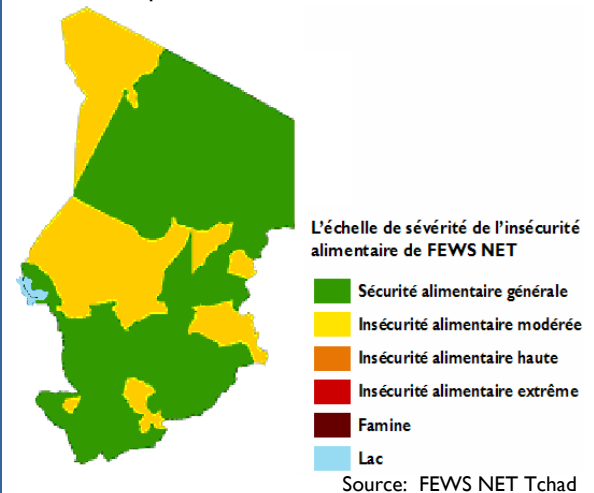 L'échelle de sévérité de l'insécurité
alimentaire de FEWS NET
Sécurité alimentaire générale
Insécurité alimentaire modérée
Insécurité alimentaire haute
Insécurité alimentaire extrême
Famine
Lac
Source: FEWS NET Tchad